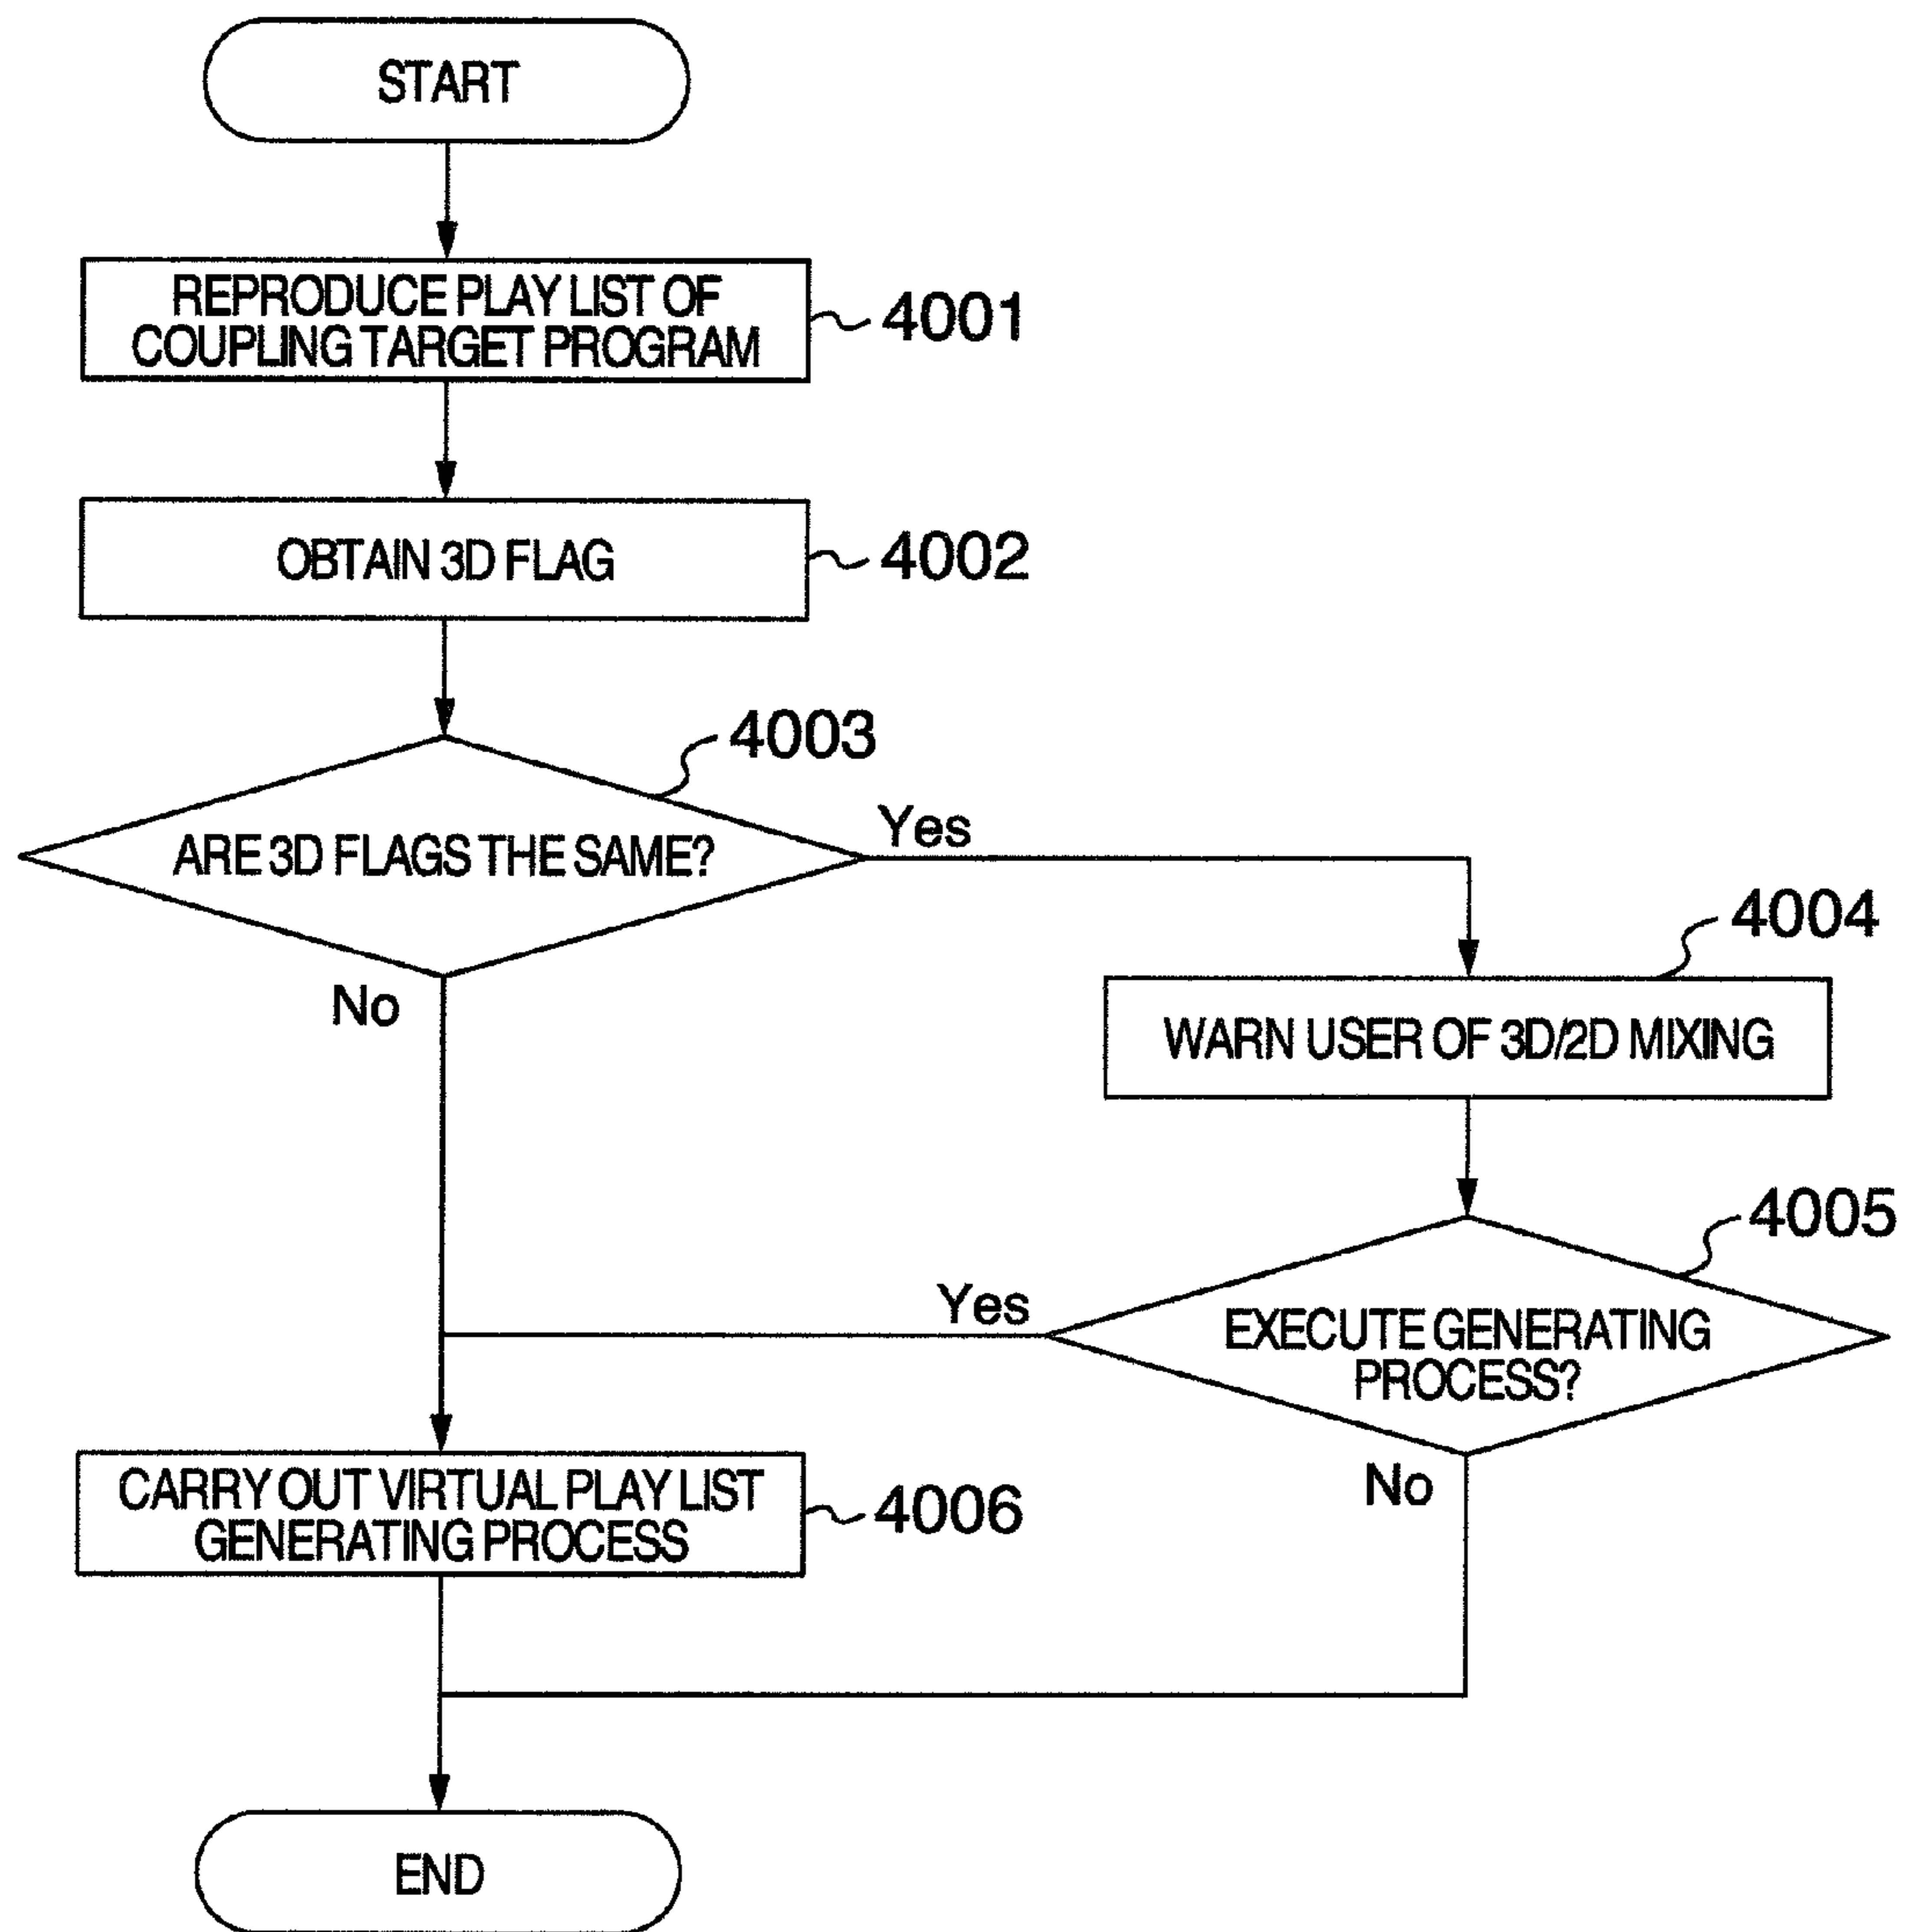 START
REPRODUCE PLAY LIST OF
COUPLING TARGET PROGRAM
4001
OBTAIN 3D FLAG
4002
4003
ARE 3D FLAGS THE SAME?
Yes
No
4004
WARN USER OF 3D/2D MIXING
4005
EXECUTE GENERATING
PROCESS?
Yes
No
CARRY OUT VIRTUAL PLAY LIST
GENERATING PROCESS
4006
END